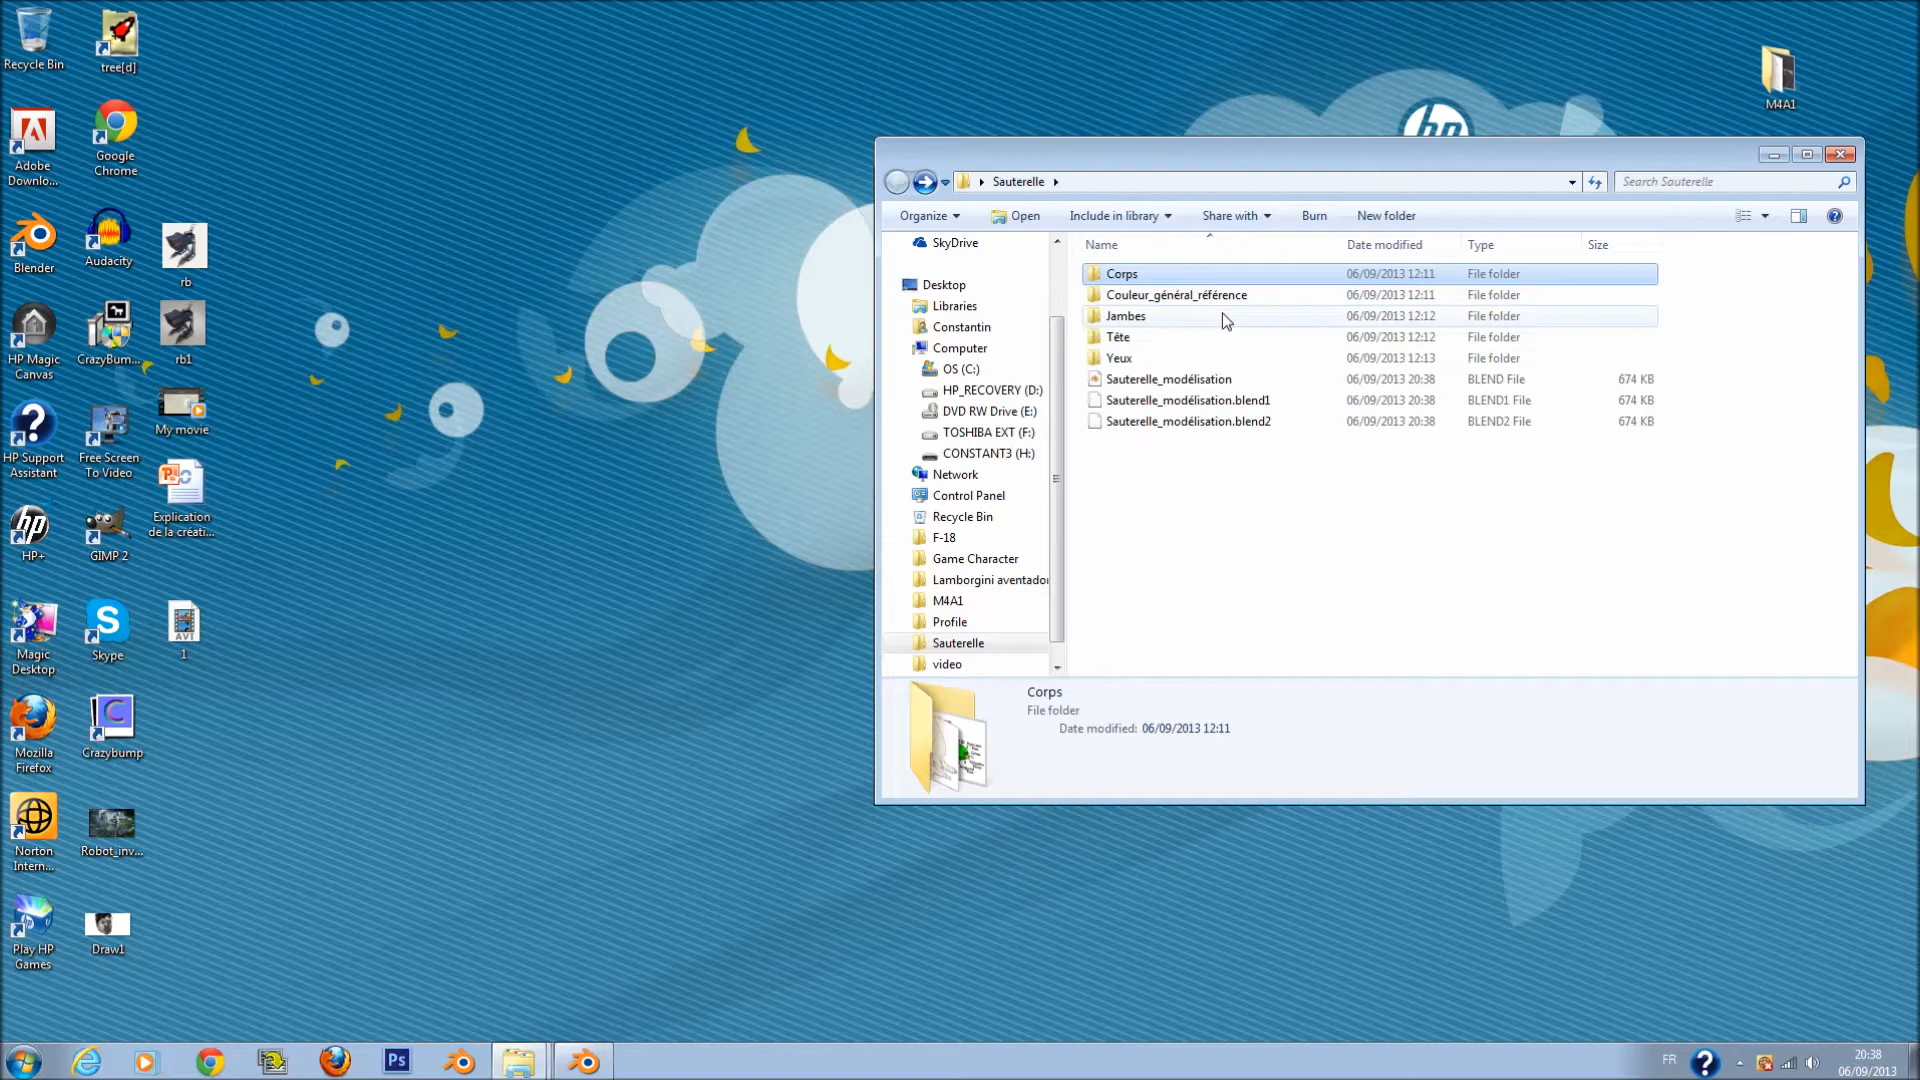 Recycle Bin
tree[d]
Adobe
Downlo...
Google
Chrome
Blender
Audacity
rb
HP Magic
Canvas
CrazyBum...
rb1
My movie
HP Support
Assistant
Free Screen
To Video
Explication
de la créati...
HP+
GIMP 2
Magic
Desktop
Skype
AVI
1
Mozilla
Firefox
Crazybump
Norton
Intern...
Robot_inv...
Play HP
Games
Draw1
M4A1
hp
Sauterelle
Search Sauterelle
Organize
Open
Include in library
Share with
Burn
New folder
SkyDrive
Desktop
Libraries
Constantin
Computer
OS (C:)
HP_RECOVERY (D:)
DVD RW Drive (E:)
TOSHIBA EXT (F:)
CONSTANT3 (H:)
Network
Control Panel
Recycle Bin
F-18
Game Character
Lamborgini aventador
M4A1
Profile
Sauterelle
video
Name Date modified Type Size
Corps 06/09/2013 12:11 File folder
Couleur_général_référence 06/09/2013 12:11 File folder
Jambes 06/09/2013 12:12 File folder
Tête 06/09/2013 12:12 File folder
Yeux 06/09/2013 12:13 File folder
Sauterelle_modélisation 06/09/2013 20:38 BLEND File 674 KB
Sauterelle_modélisation.blend1 06/09/2013 20:38 BLEND1 File 674 KB
Sauterelle_modélisation.blend2 06/09/2013 20:38 BLEND2 File 674 KB
Corps
File folder
Date modified: 06/09/2013 12:11
Ps
FR
20:38
06/09/2013